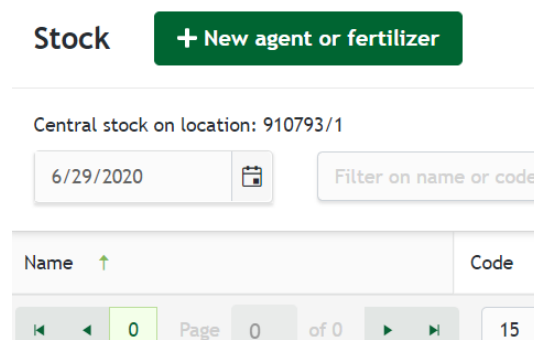 Stock + New agent or fertilizer
Central stock on location: 910793/1
6/29/2020 Filter on name or code
Name ↑ Code
0 Page 0 of 0 15